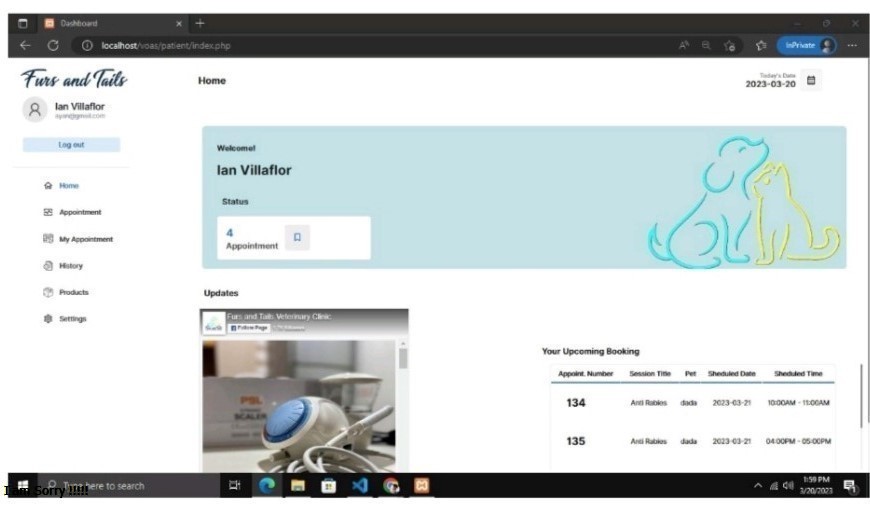 Dashboard
localhost/voas/patient/index.php
InPrivate
Furs and Tails
Home
Today's Date
2023-03-20
Ian Villaflor
Log out
Welcome!
Ian Villaflor
Status
4
Appointment
Home
Appointment
My Appointment
History
Products
Settings
Updates
Furs and Tails Veterinary Clinic
Follow Page
PSL
SCALER
Your Upcoming Booking
Appoint. Number Session Title Pet Sheduled Date Sheduled Time
134 Anti Rabies dada 2023-03-21 10:00AM - 11:00AM
135 Anti Rabies dada 2023-03-21 04:00PM - 05:00PM
Type here to search
I am Sorry !!!!!
1:59 PM
3/20/2023